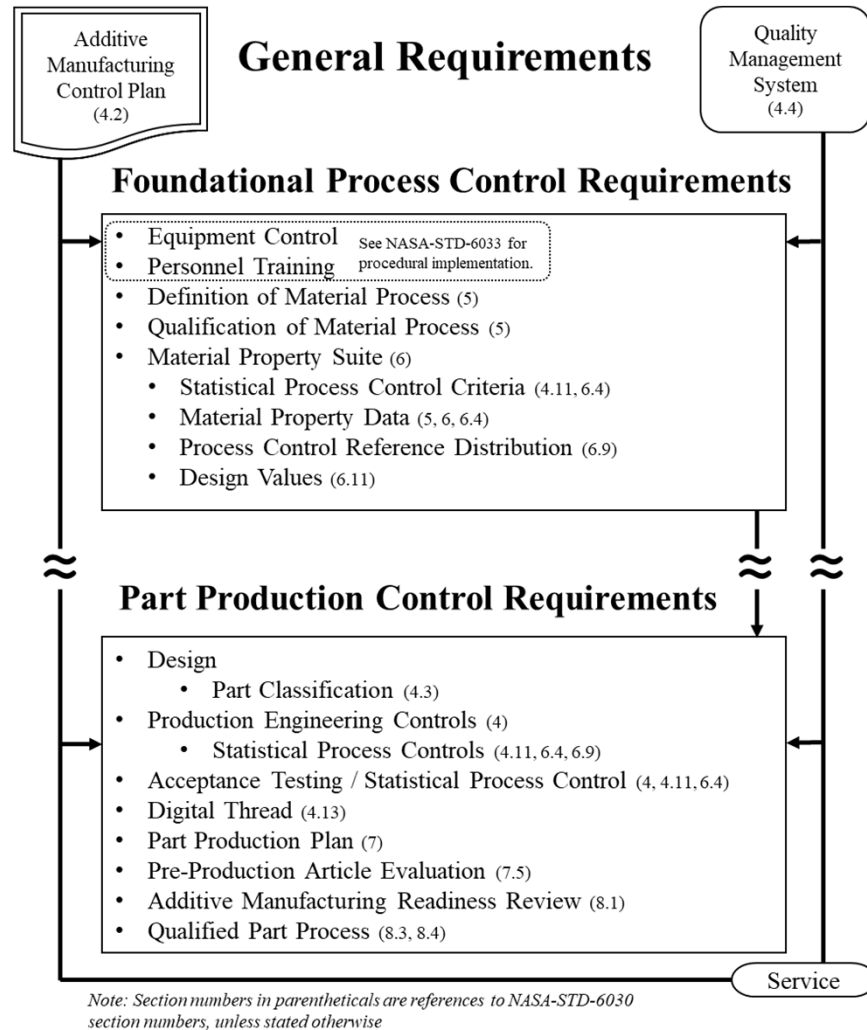 Additive
Manufacturing
Control Plan
(4.2)
General Requirements
Quality
Management
System
(4.4)
Foundational Process Control Requirements
• Equipment Control
• Personnel Training
See NASA-STD-6033 for
procedural implementation.
• Definition of Material Process (5)
• Qualification of Material Process (5)
• Material Property Suite (6)
• Statistical Process Control Criteria (4.11, 6.4)
• Material Property Data (5, 6, 6.4)
• Process Control Reference Distribution (6.9)
• Design Values (6.11)
Part Production Control Requirements
• Design
• Part Classification (4.3)
• Production Engineering Controls (4)
• Statistical Process Controls (4.11, 6.4, 6.9)
• Acceptance Testing / Statistical Process Control (4, 4.11, 6.4)
• Digital Thread (4.13)
• Part Production Plan (7)
• Pre-Production Article Evaluation (7.5)
• Additive Manufacturing Readiness Review (8.1)
• Qualified Part Process (8.3, 8.4)
Service
Note: Section numbers in parentheticals are references to NASA-STD-6030
section numbers, unless stated otherwise